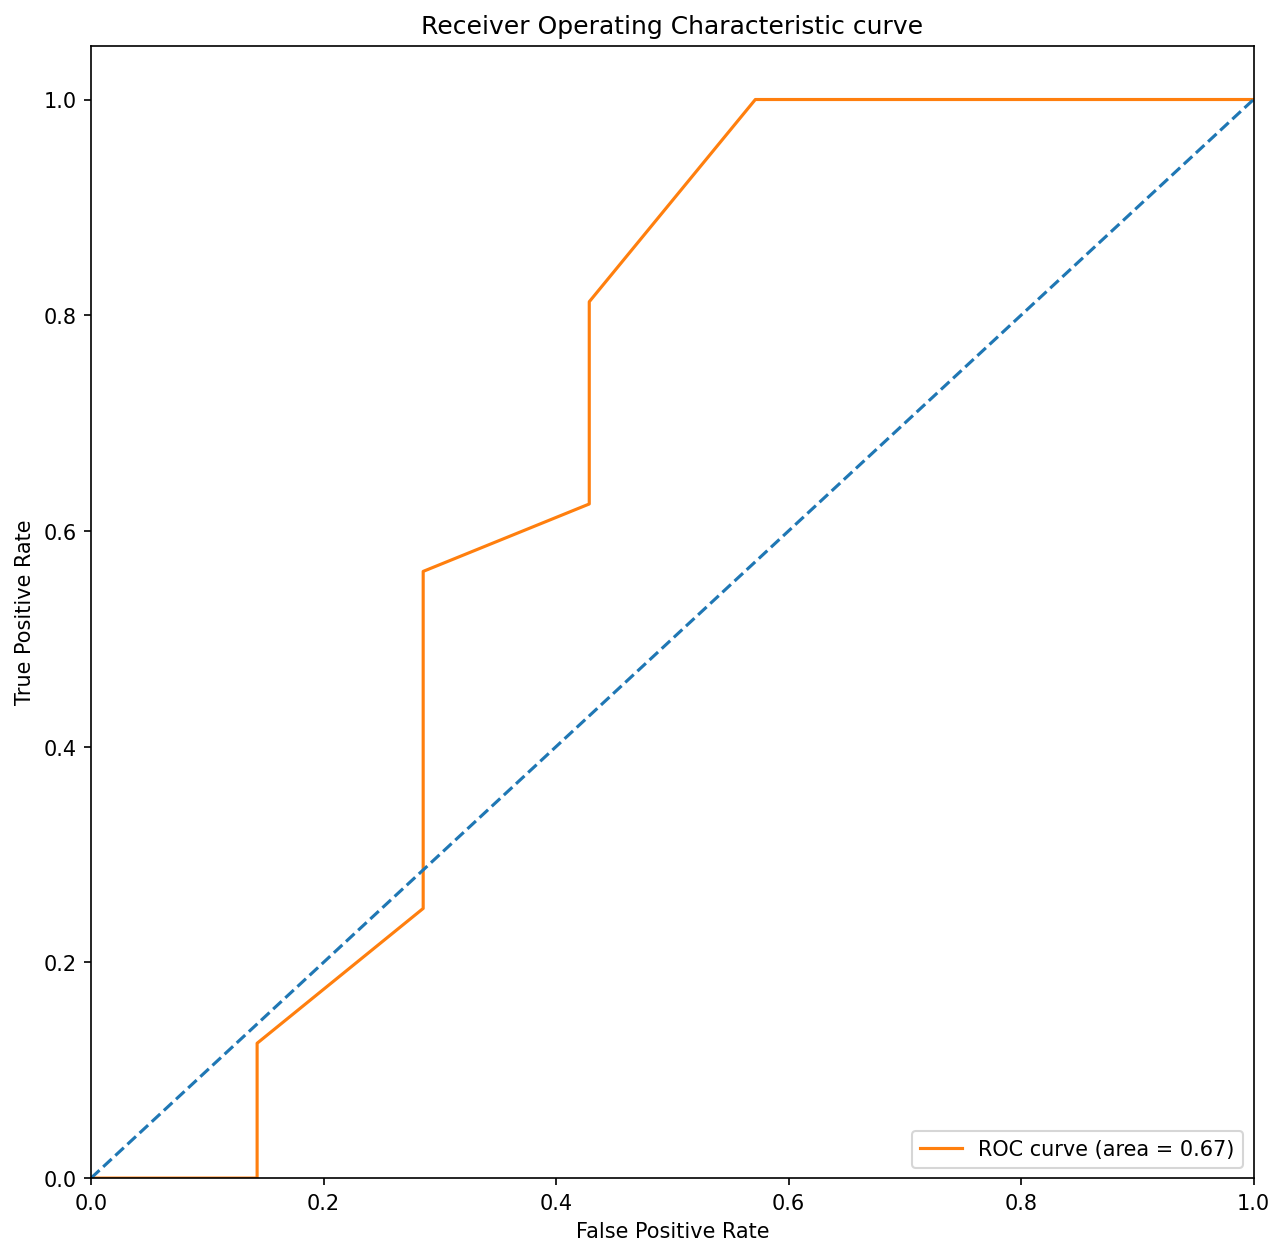 Receiver Operating Characteristic curve
1.0
0.8
0.6
0.4
0.2
0.0
True Positive Rate
ROC curve (area = 0.67)
0.0 0.2 0.4 0.6 0.8 1.0
False Positive Rate